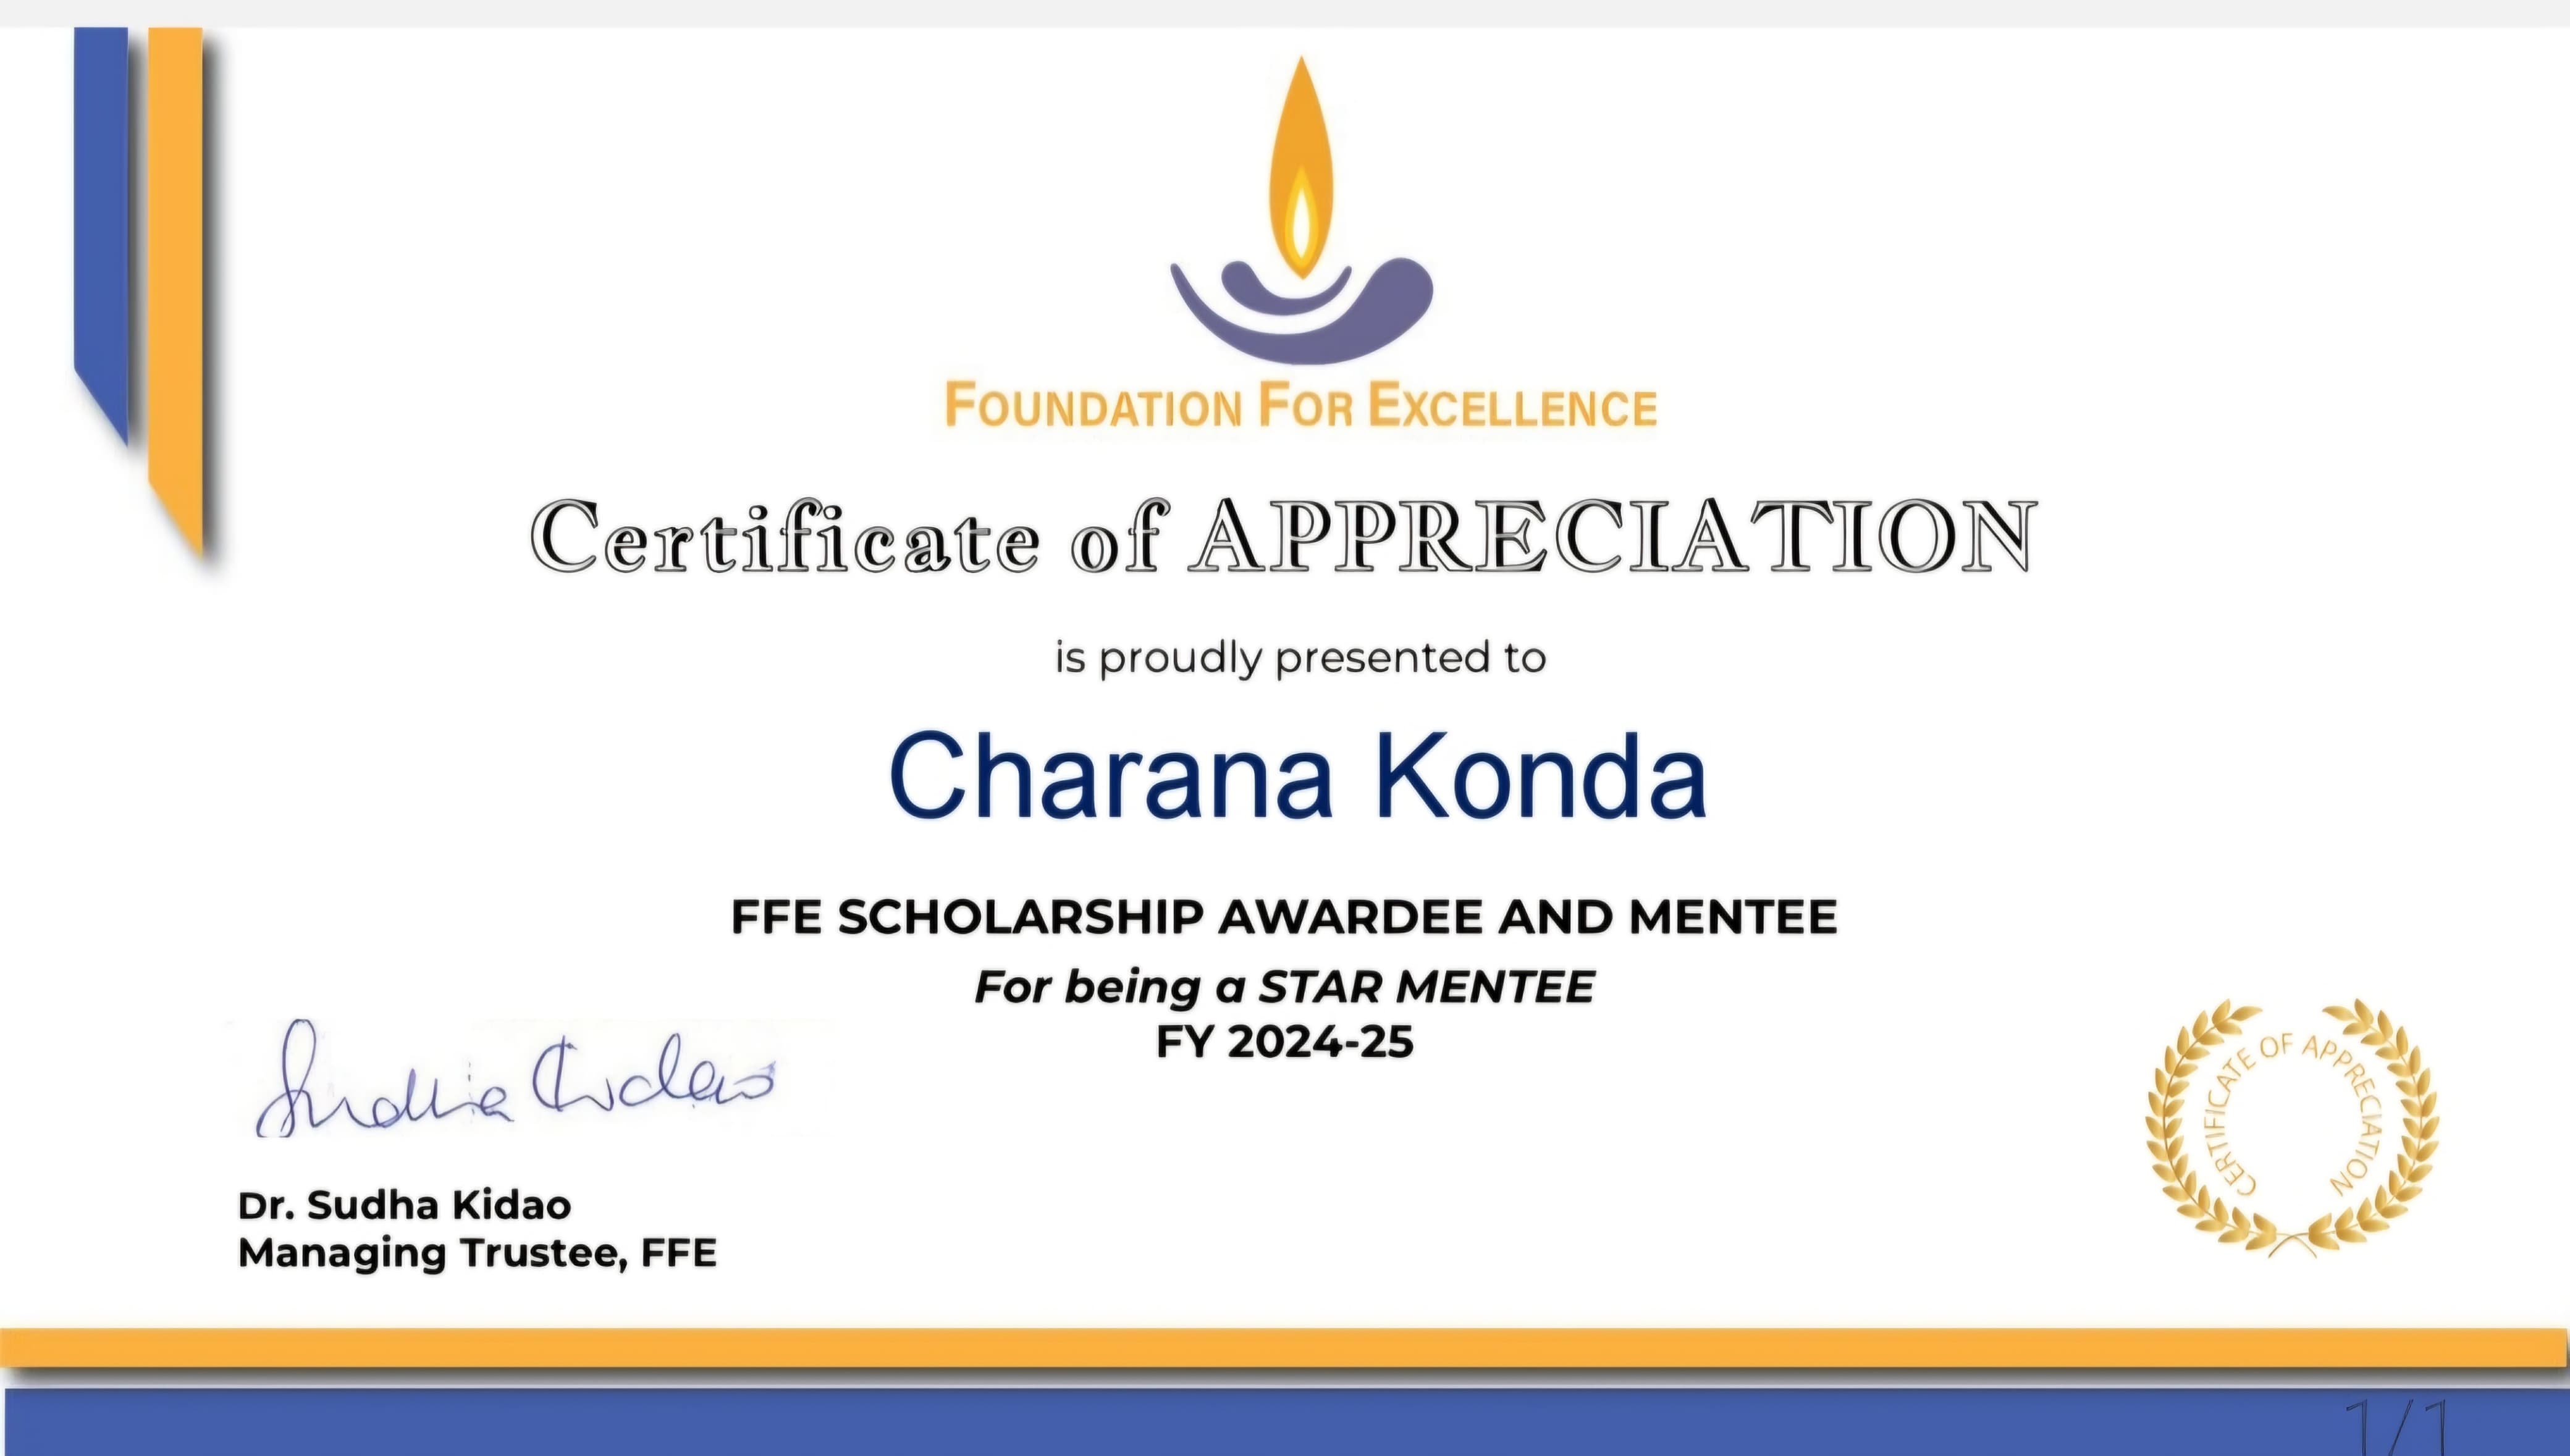 FOUNDATION FOR EXCELLENCE
Certificate of APPRECIATION
is proudly presented to
Charana Konda
FFE SCHOLARSHIP AWARDEE AND MENTEE
For being a STAR MENTEE
FY 2024-25
Sudha Kidao
Dr. Sudha Kidao
Managing Trustee, FFE
CERTIFICATE OF APPRECIATION
1/1